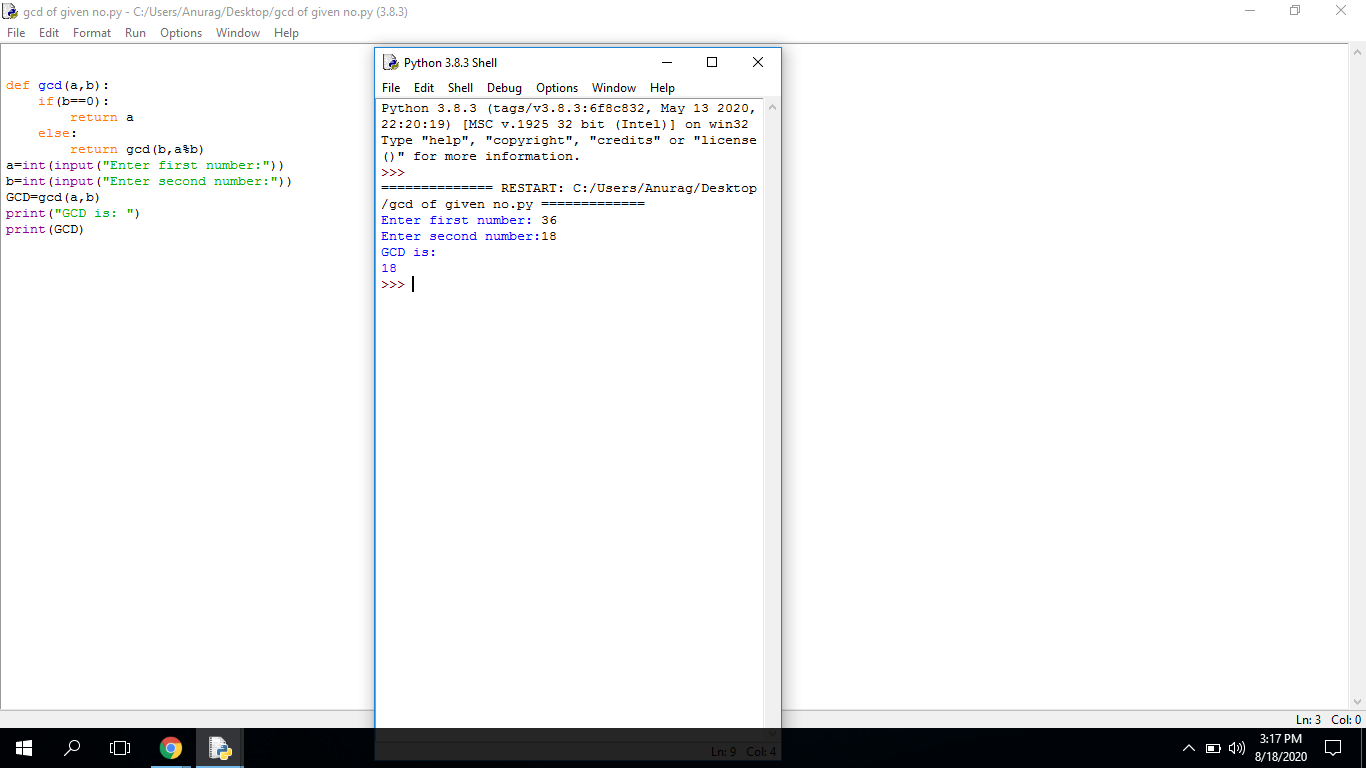 gcd of given no.py - C:/Users/Anurag/Desktop/gcd of given no.py (3.8.3)
File Edit Format Run Options Window Help
def gcd(a,b):
    if(b==0):
        return a
    else:
        return gcd(b,a%b)
a=int(input("Enter first number:"))
b=int(input("Enter second number:"))
GCD=gcd(a,b)
print("GCD is: ")
print(GCD)
Python 3.8.3 Shell
File Edit Shell Debug Options Window Help
Python 3.8.3 (tags/v3.8.3:6f8c832, May 13 2020,
22:20:19) [MSC v.1925 32 bit (Intel)] on win32
Type "help", "copyright", "credits" or "license
()" for more information.
>>>
============== RESTART: C:/Users/Anurag/Desktop
/gcd of given no.py =============
Enter first number: 36
Enter second number:18
GCD is:
18
>>>
Ln: 9 Col: 4
Ln: 3 Col: 0
3:17 PM
8/18/2020